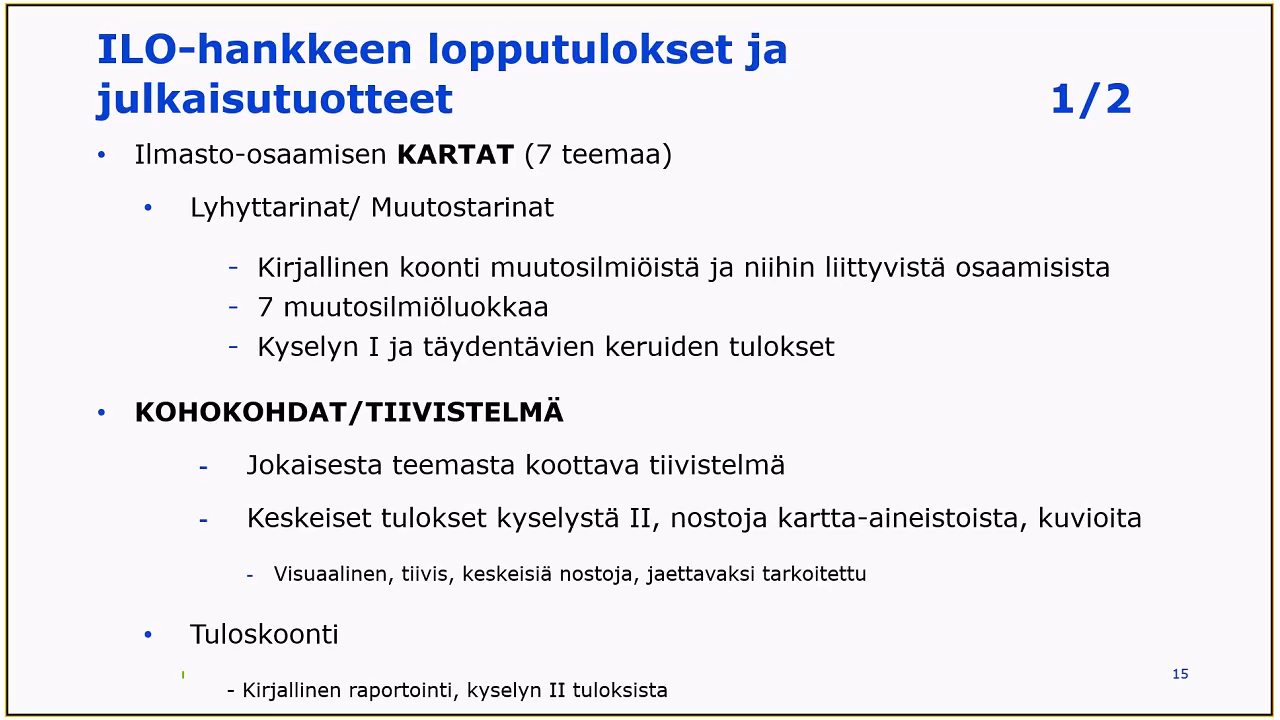 ILO-hankkeen lopputulokset ja
julkaisutuotteet 1/2
• Ilmasto-osaamisen KARTAT (7 teemaa)
• Lyhyttarinat/ Muutostarinat
- Kirjallinen koonti muutosilmiöistä ja niihin liittyvistä osaamisista
- 7 muutosilmiöluokkaa
- Kyselyn I ja täydentävien keruiden tulokset
• KOHOKOHDAT/TIIVISTELMÄ
- Jokaisesta teemasta koottava tiivistelmä
- Keskeiset tulokset kyselystä II, nostoja kartta-aineistoista, kuvioita
- Visuaalinen, tiivis, keskeisiä nostoja, jaettavaksi tarkoitettu
• Tuloskoonti
15
- Kirjallinen raportointi, kyselyn II tuloksista